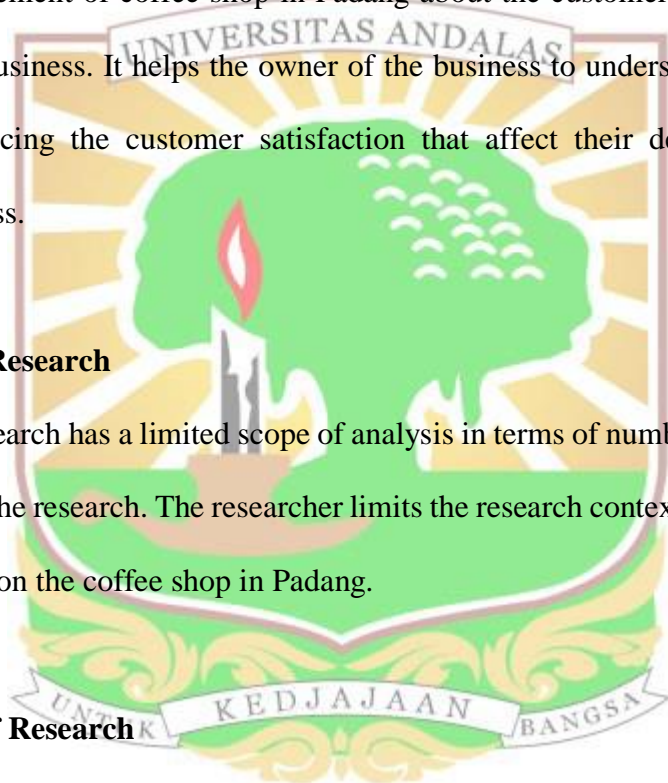 ement of coffee shop in Padang about the customer
UNIVERSITAS ANDALAS
usiness. It helps the owner of the business to unders
cing the customer satisfaction that affect their d
ss.
Research
earch has a limited scope of analysis in terms of numb
he research. The researcher limits the research contex
on the coffee shop in Padang.
UNTUK KEDJAJAAN BANGSA
f Research